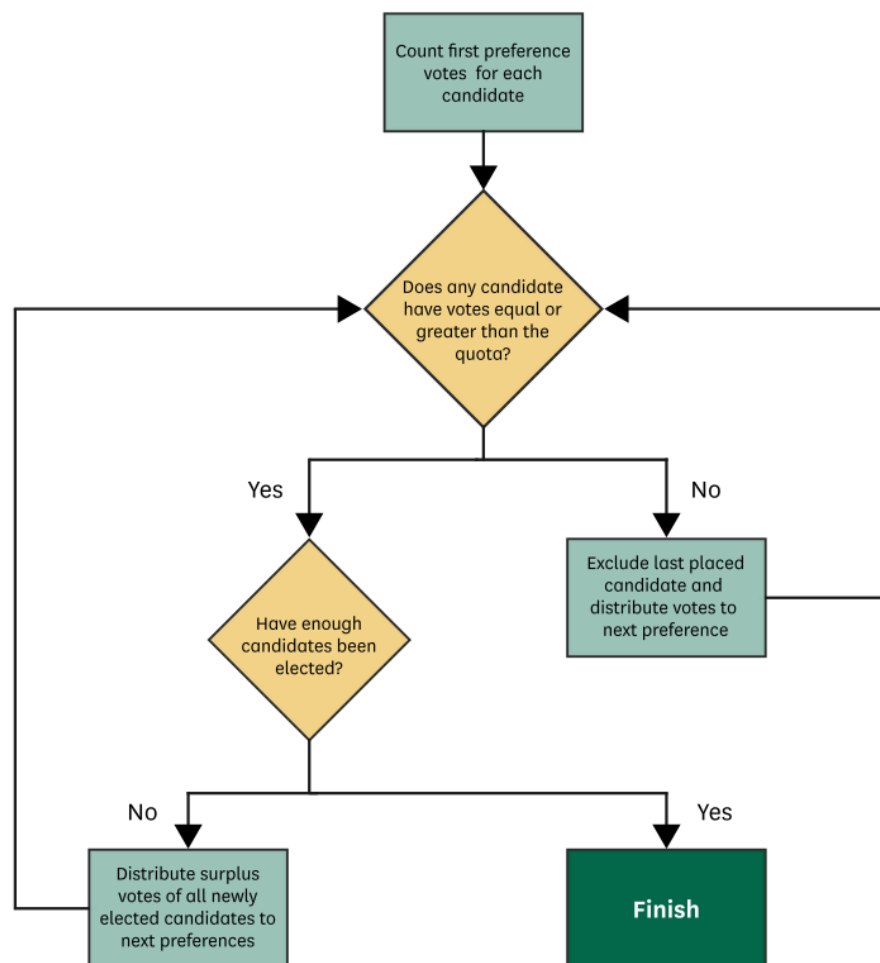 Count first preference
votes for each
candidate
Does any candidate
have votes equal or
greater than the
quota?
Yes
No
Exclude last placed
candidate and
distribute votes to
next preference
Have enough
candidates been
elected?
No
Yes
Distribute surplus
votes of all newly
elected candidates to
next preferences
Finish